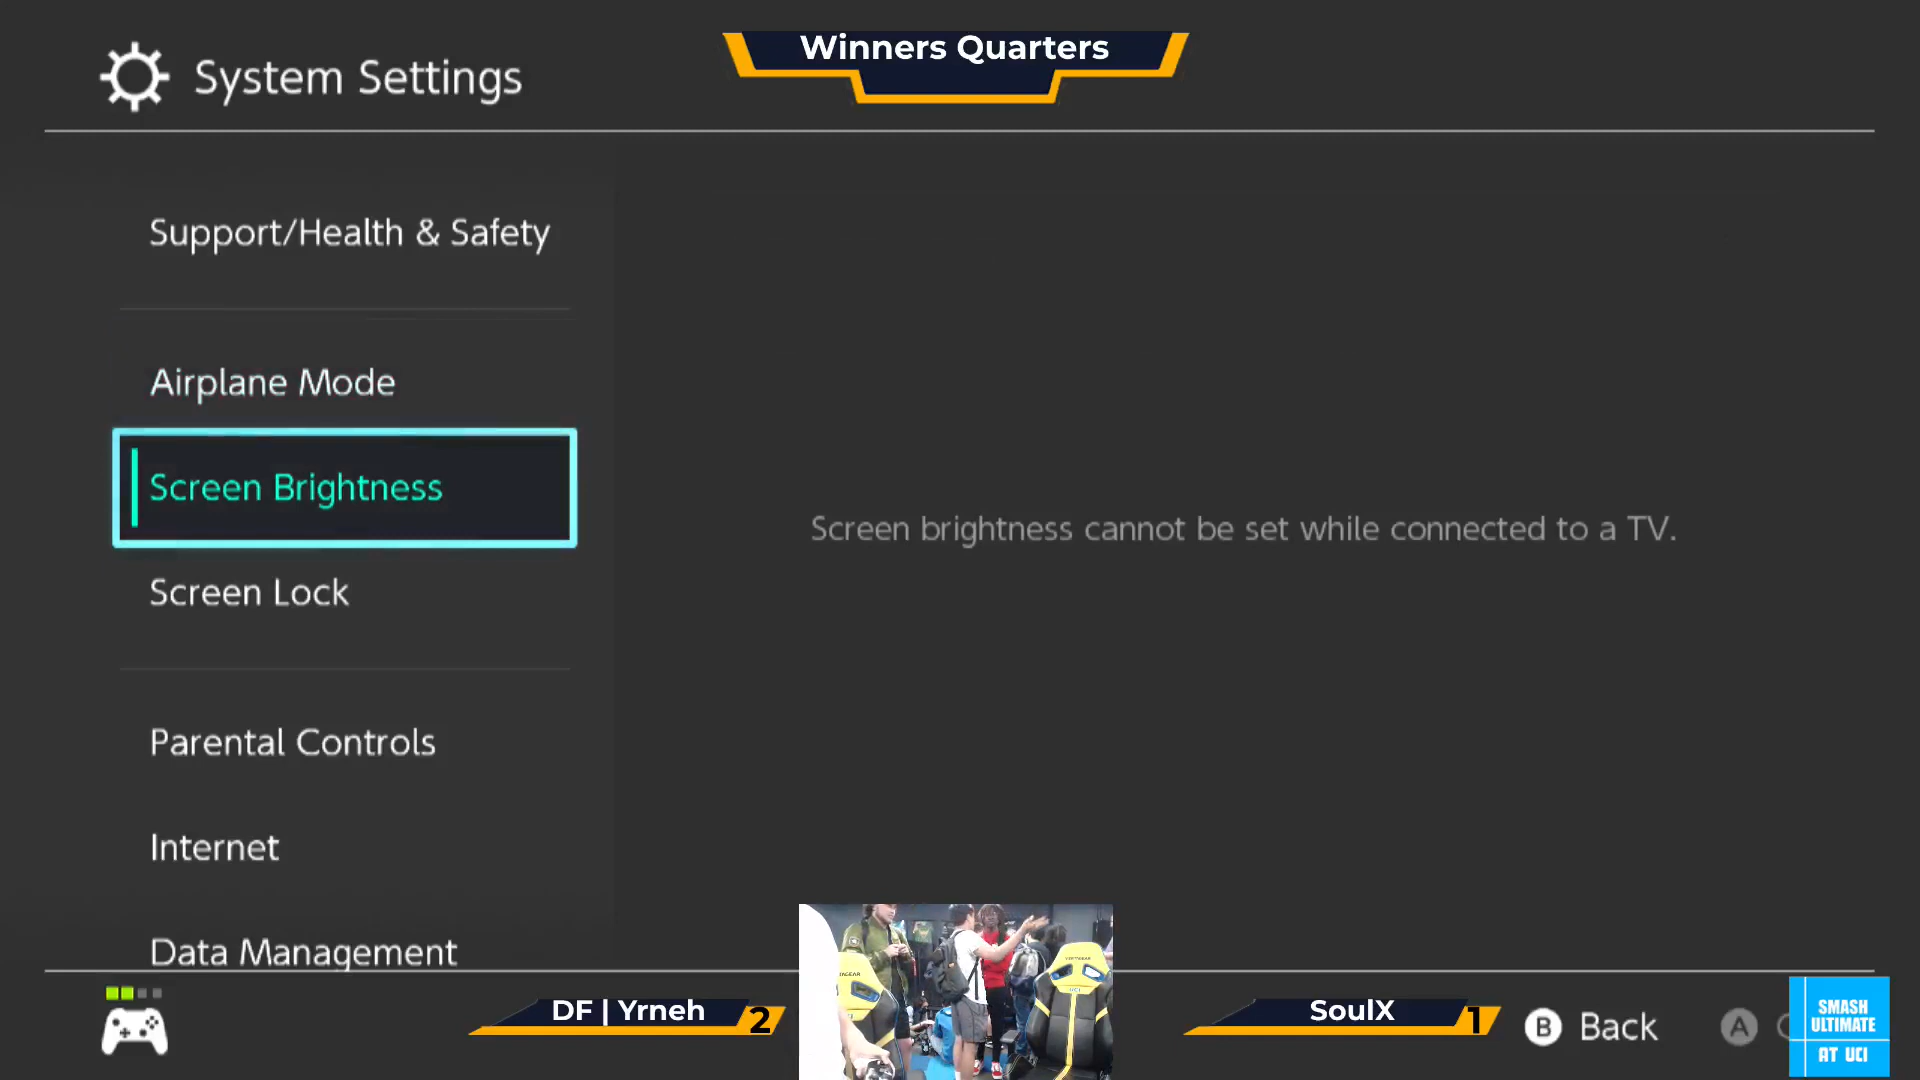 Winners Quarters
System Settings
Support/Health & Safety
Airplane Mode
Screen Brightness
Screen brightness cannot be set while connected to a TV.
Screen Lock
Parental Controls
Internet
Data Management
DF | Yrneh 2
SoulX 1
B Back
A
SMASH
ULTIMATE
AT UCI